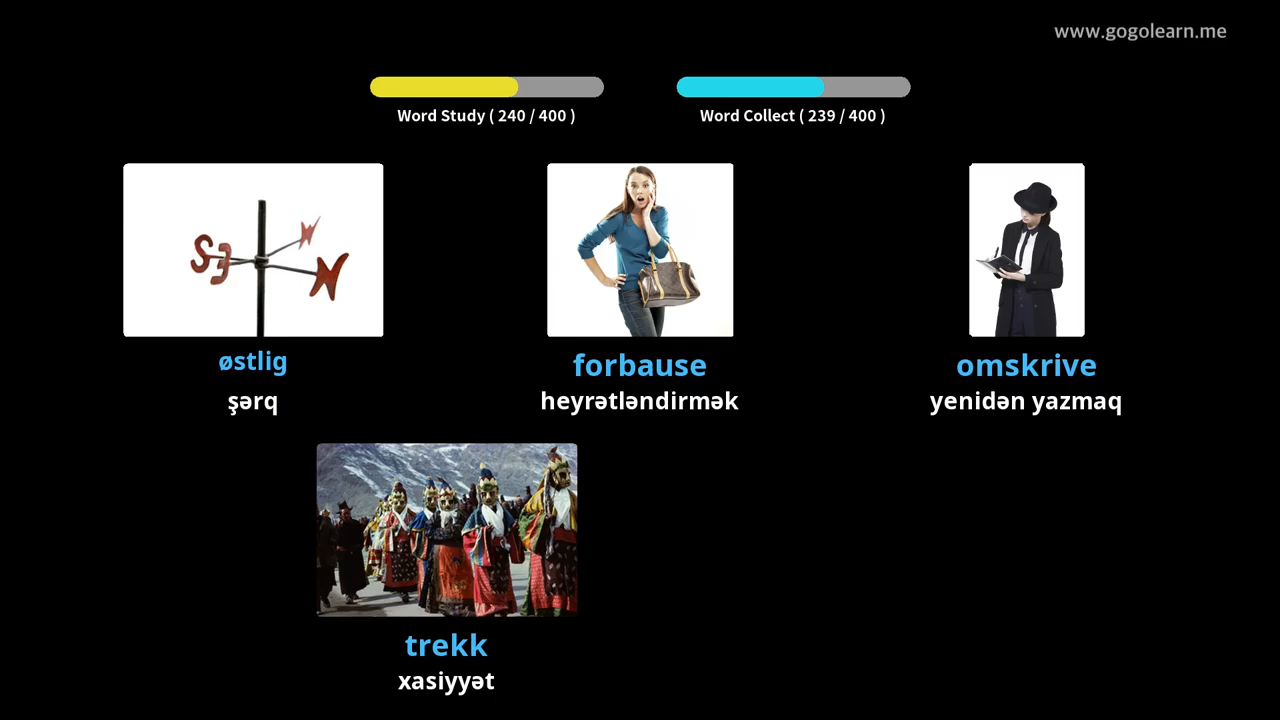 www.gogolearn.me
Word Study ( 240 / 400 )
Word Collect ( 239 / 400 )
S E N W
østlig
şərq
forbause
heyrətləndirmək
omskrive
yenidən yazmaq
trekk
xasiyyət